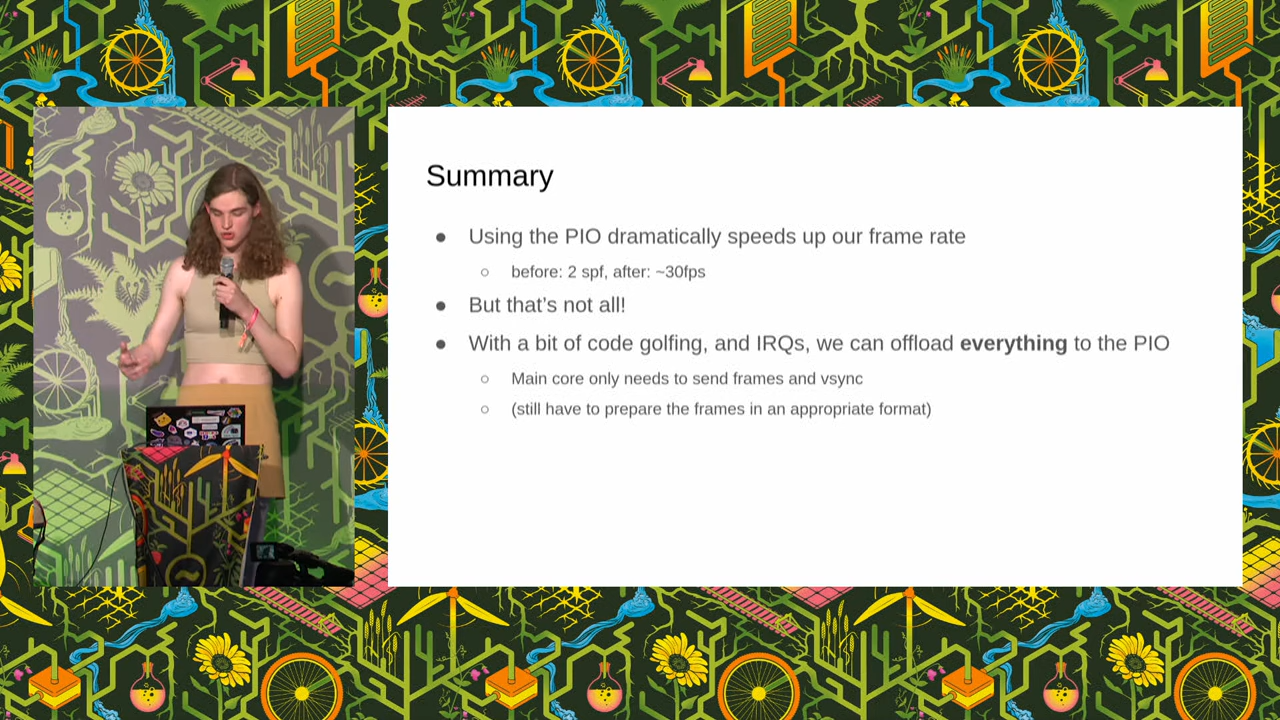 Summary
● Using the PIO dramatically speeds up our frame rate
○ before: 2 spf, after: ~30fps
● But that’s not all!
● With a bit of code golfing, and IRQs, we can offload everything to the PIO
○ Main core only needs to send frames and vsync
○ (still have to prepare the frames in an appropriate format)